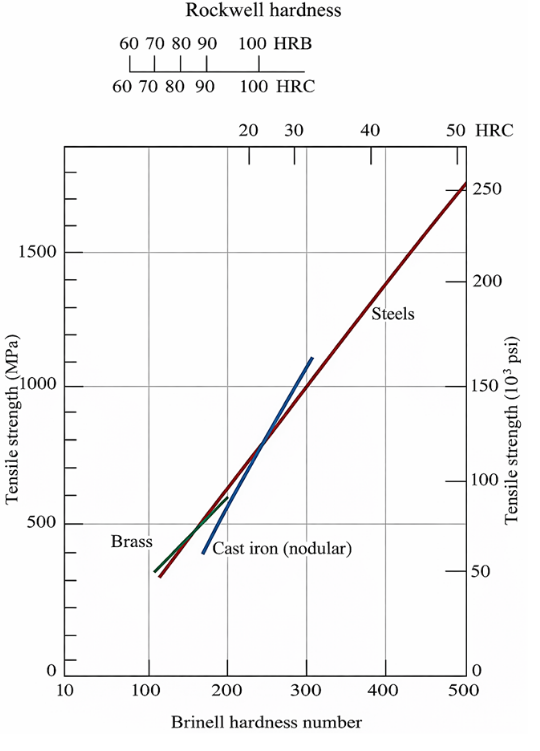 Rockwell hardness
60 70 80 90 100 HRB
60 70 80 90 100 HRC
20 30 40 50 HRC
250
1500
200
Steels
Tensile strength (MPa)
Tensile strength (10³ psi)
1000
150
100
500
Brass
Cast iron (nodular)
50
0
0
10 100 200 300 400 500
Brinell hardness number